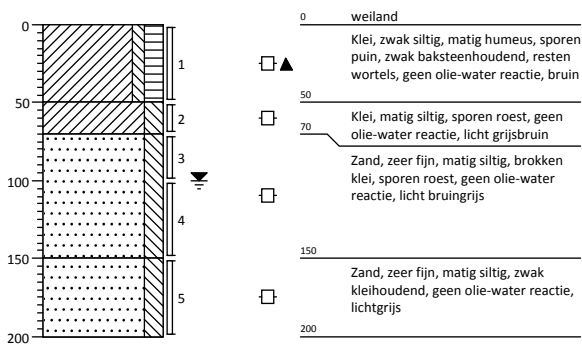 0
50
100
150
200
1
2
3
4
5
0 weiland
Klei, zwak siltig, matig humeus, sporen
puin, zwak baksteenhoudend, resten
wortels, geen olie-water reactie, bruin
50
Klei, matig siltig, sporen roest, geen
olie-water reactie, licht grijsbruin
70
Zand, zeer fijn, matig siltig, brokken
klei, sporen roest, geen olie-water
reactie, licht bruingrijs
150
Zand, zeer fijn, matig siltig, zwak
kleihoudend, geen olie-water reactie,
lichtgrijs
200